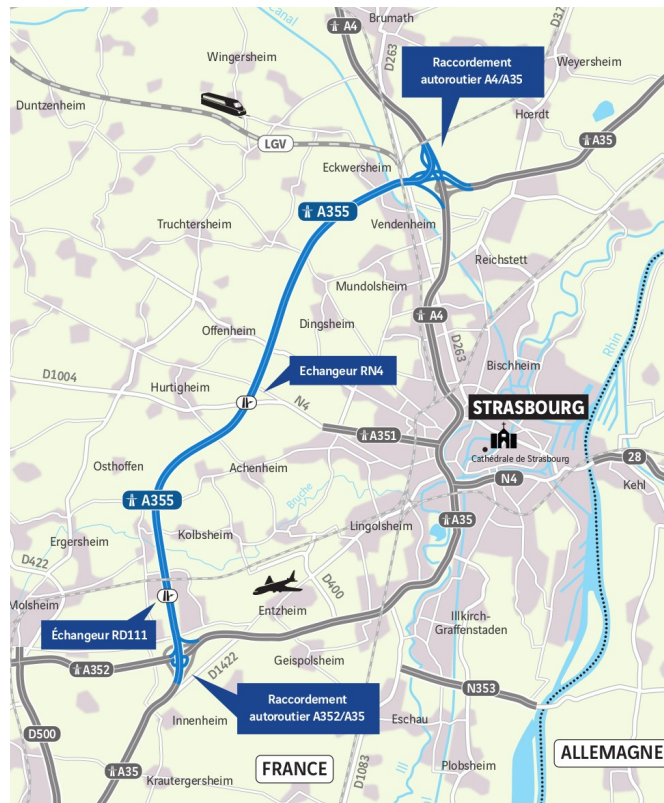 Canal
A4
Brumath
D263
D37
Wingersheim
Raccordement
autoroutier A4/A35
Weyersheim
Duntzenheim
Hœrdt
LGV
A35
Eckwersheim
A355
Truchtersheim
Vendenheim
Reichstett
Mundolsheim
Rhin
A4
Dingsheim
Offenheim
D263
Bischheim
D1004
Echangeur RN4
Hurtigheim
N4
STRASBOURG
A351
Cathédrale de Strasbourg
28
Osthoffen
Achenheim
N4
Kehl
A355
Bruche
A35
Lingolsheim
Kolbsheim
Ergersheim
D422
D400
Molsheim
Entzheim
Illkirch-
Graffenstaden
Échangeur RD111
Geispolsheim
A352
D1422
N353
Raccordement
autoroutier A352/A35
Innenheim
Eschau
D500
ALLEMAGNE
A35
FRANCE
Plobsheim
Krautergersheim
D1083